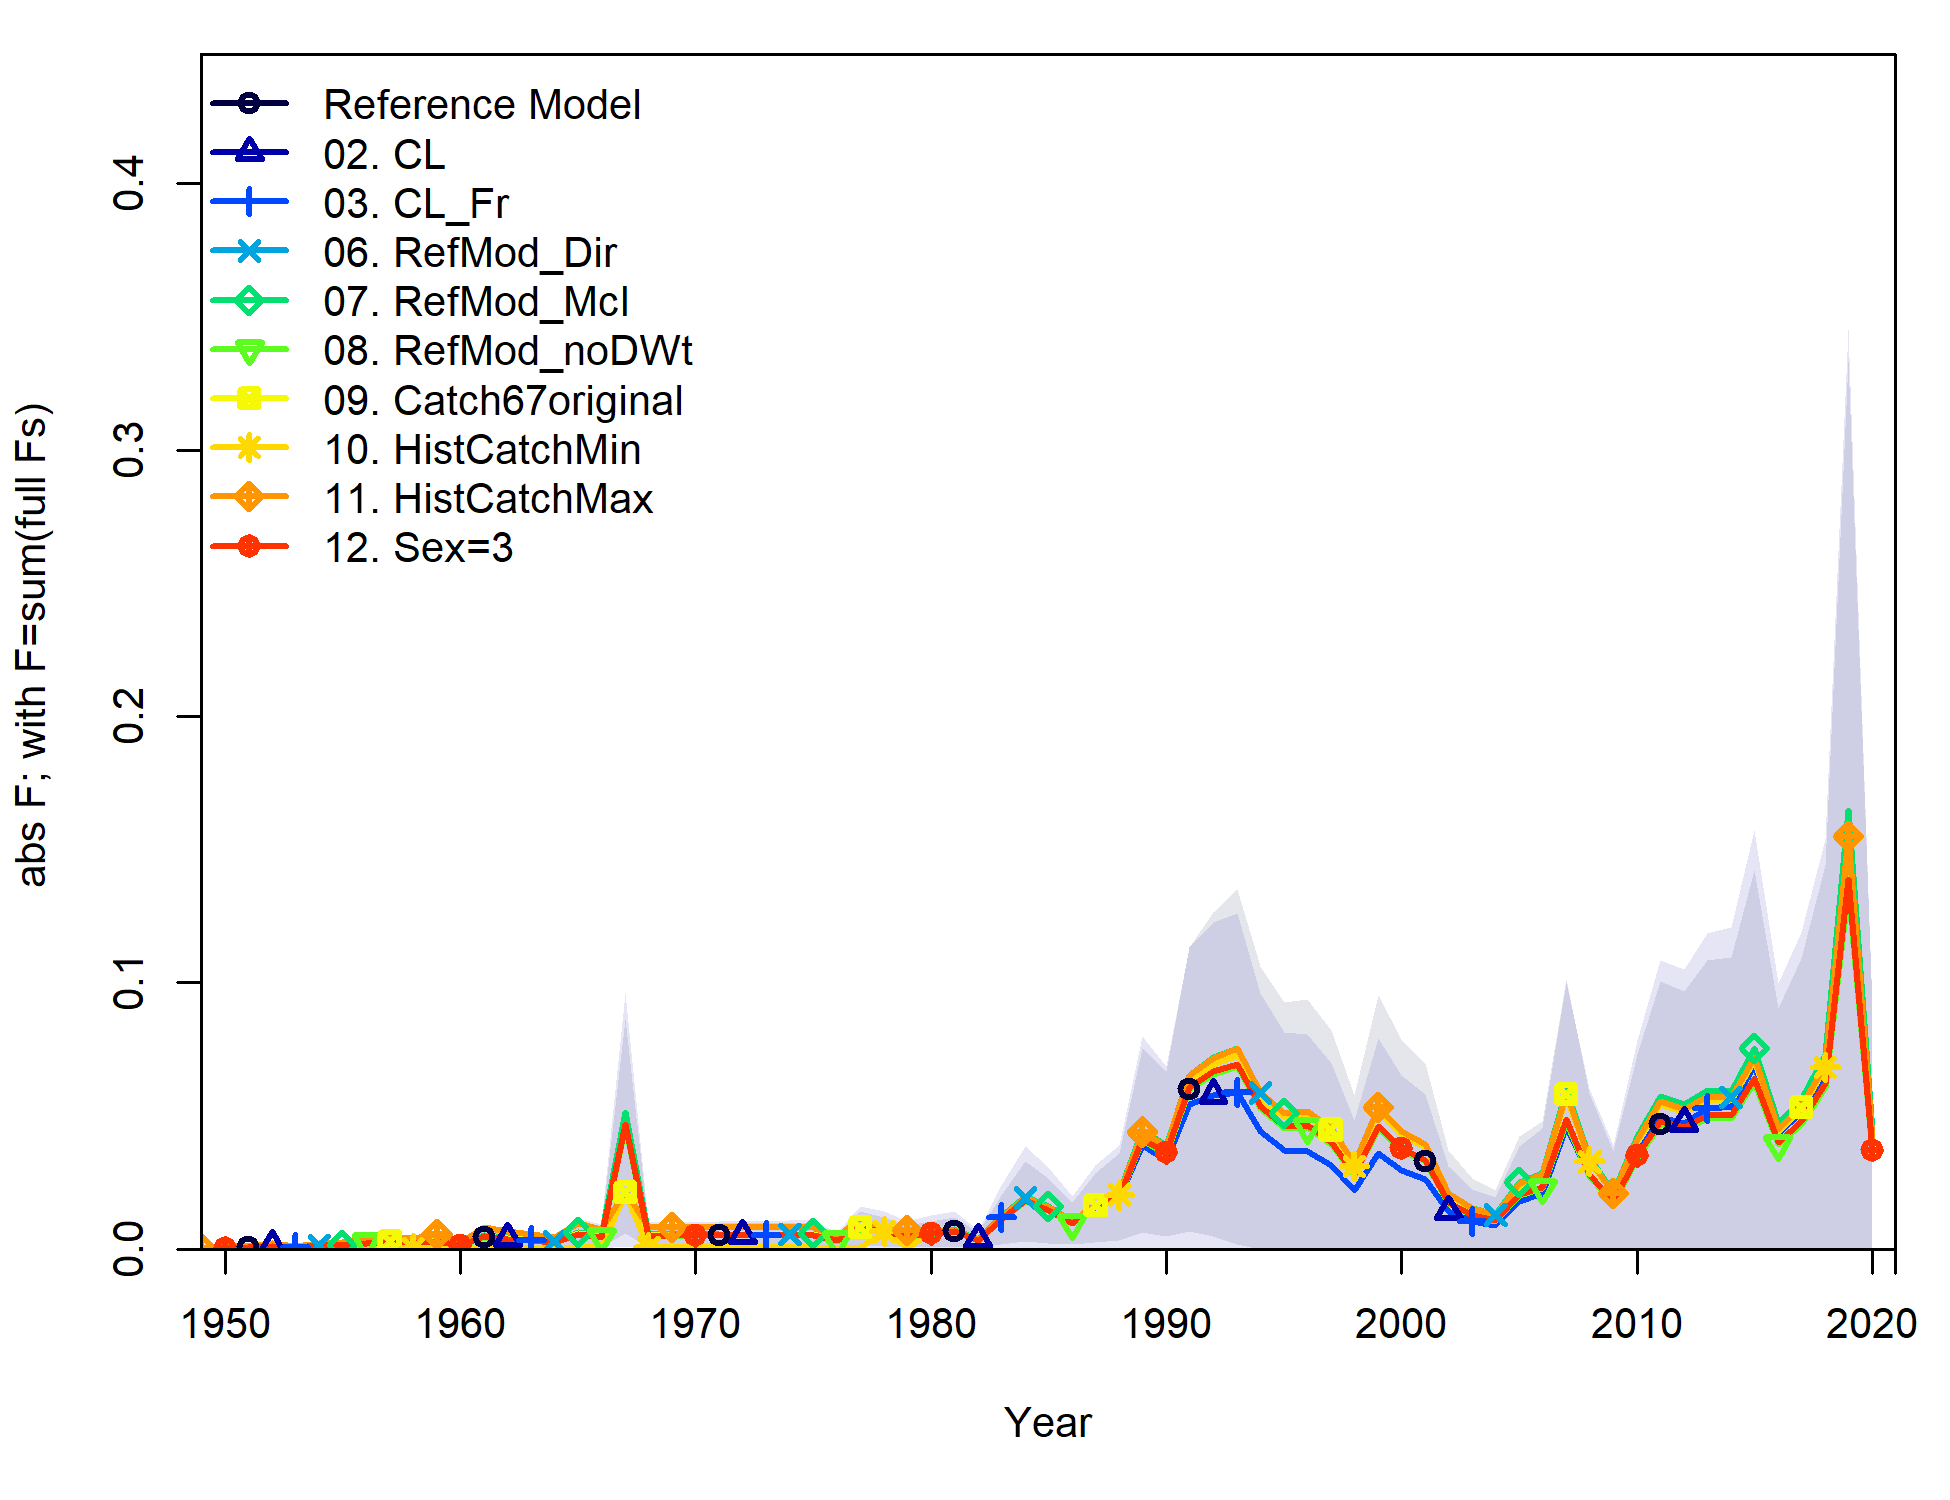 Reference Model
02. CL
03. CL_Fr
06. RefMod_Dir
07. RefMod_Mcl
08. RefMod_noDWt
09. Catch67original
10. HistCatchMin
11. HistCatchMax
12. Sex=3
abs F; with F=sum(full Fs)
0.4
0.3
0.2
0.1
0.0
1950 1960 1970 1980 1990 2000 2010 2020
Year